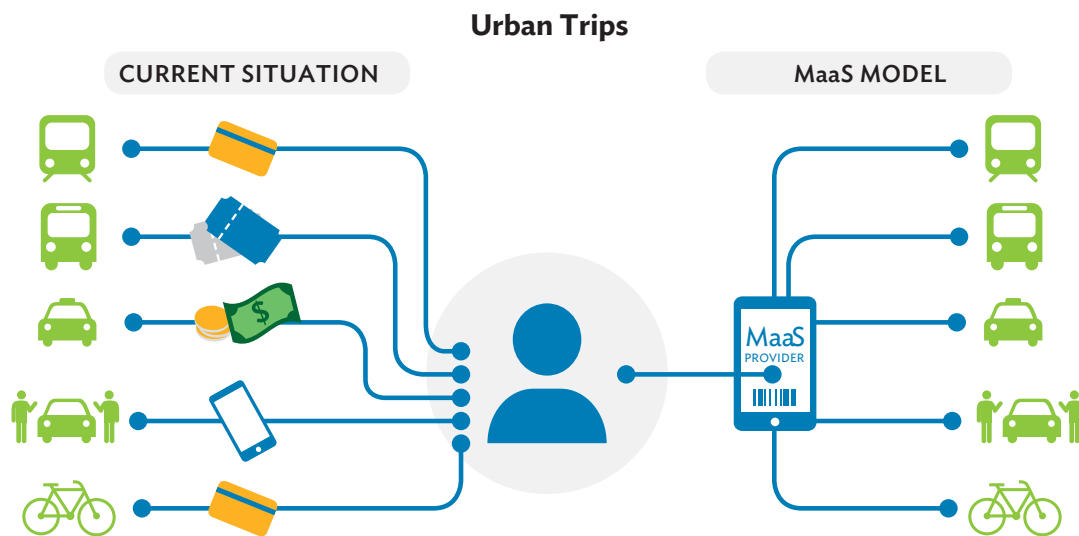 Urban Trips
CURRENT SITUATION
MaaS MODEL
$
MaaS
PROVIDER